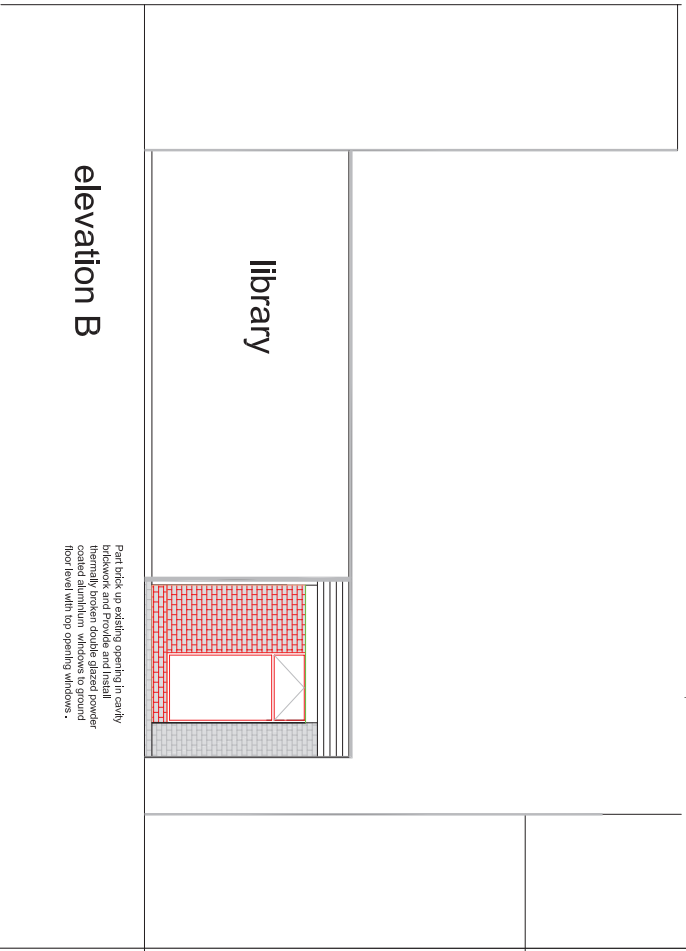 library
elevation B
Part brick up existing opening in cavity
brickwork and Provide and install
thermally broken double glazed powder
coated aluminium windows to ground
floor level with top opening windows.